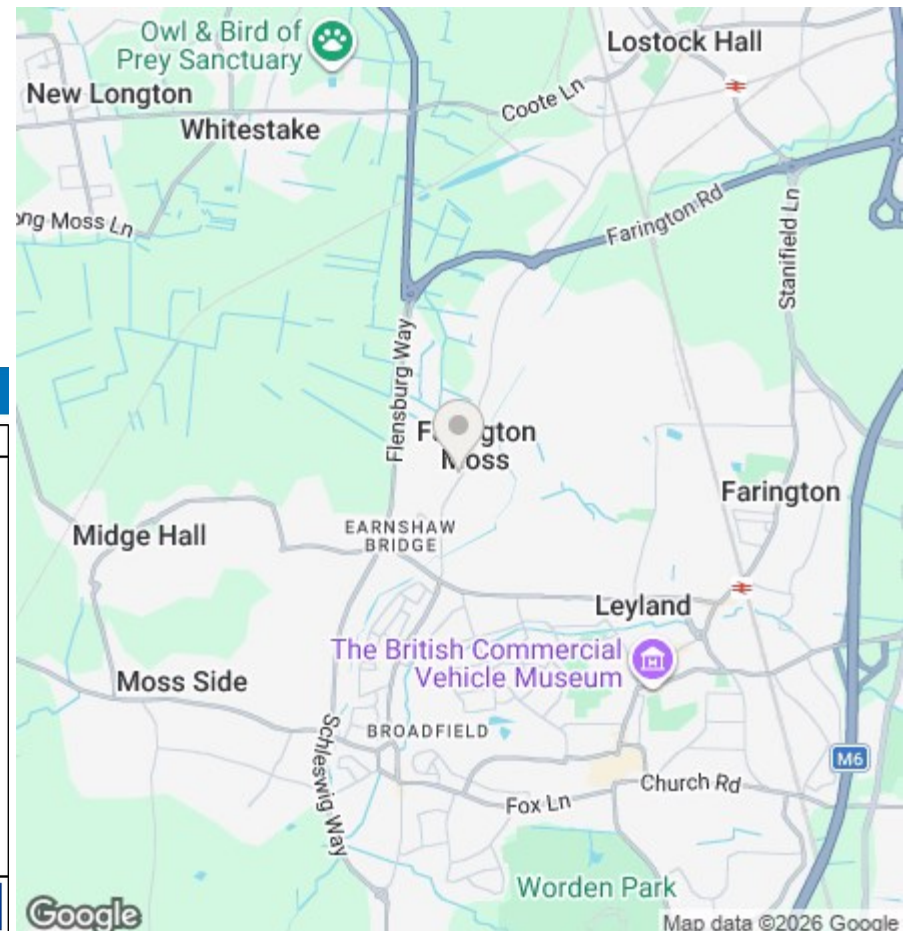 Owl & Bird of
Prey Sanctuary
Lostock Hall
New Longton
Coote Ln
Whitestake
ong Moss Ln
Farington Rd
Stanifield Ln
Flensburg Way
Moss
Farington
Midge Hall
EARNSHAW
BRIDGE
Leyland
The British Commercial
Vehicle Museum
Moss Side
BROADFIELD
Schleswig Way
M6
Church Rd
Fox Ln
Worden Park
Google
Map data ©2026 Google